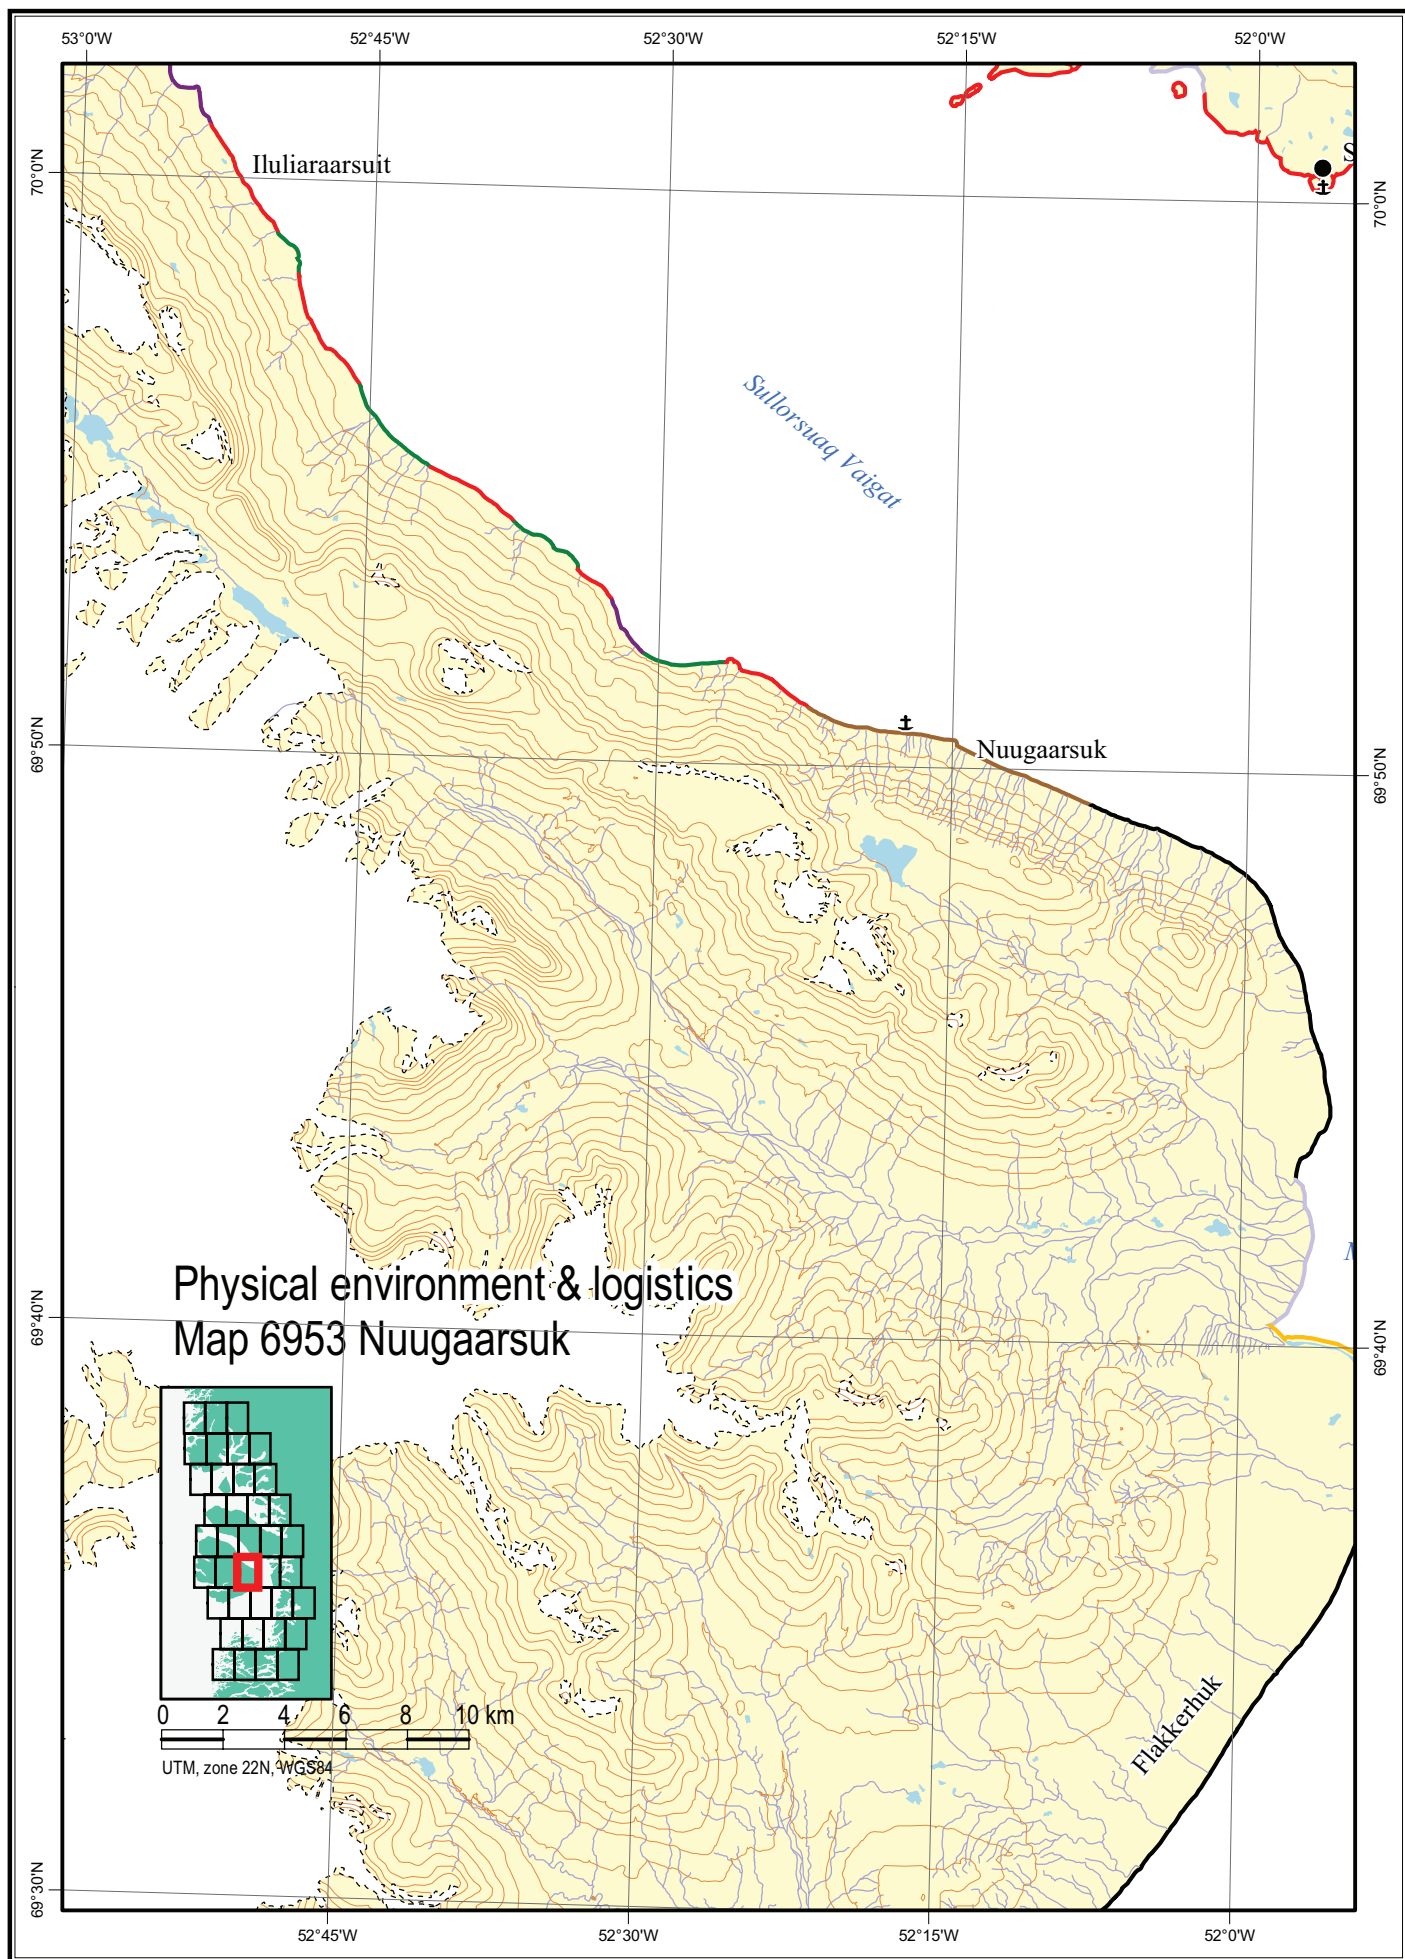 53°0'W
52°45'W
52°30'W
52°15'W
52°0'W
Iluliaraarsuit
70°0'N
S
70°0'N
Sullorsuaq Vaigat
69°50'N
Nuugaarsuk
69°50'N
Physical environment & logistics
Map 6953 Nuugaarsuk
69°40'N
69°40'N
0 2 4 6 8 10 km
UTM, zone 22N, WGS84
Flakkerhuk
69°30'N
52°45'W
52°30'W
52°15'W
52°0'W